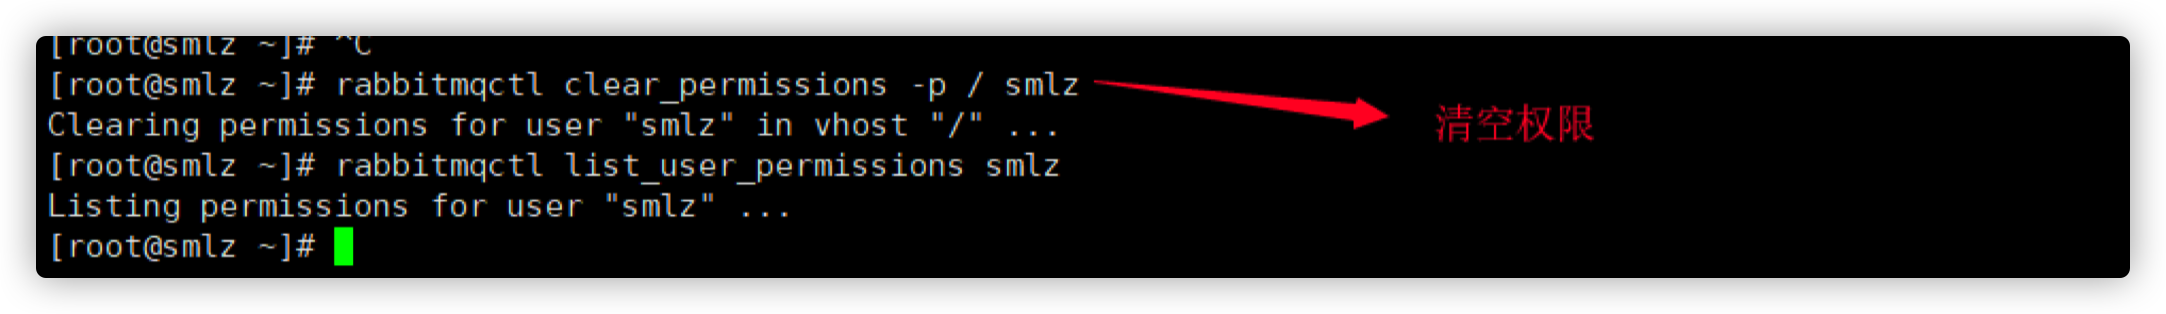 [root@smlz ~]# ^C
[root@smlz ~]# rabbitmqctl clear_permissions -p / smlz
清空权限
Clearing permissions for user "smlz" in vhost "/" ...
[root@smlz ~]# rabbitmqctl list_user_permissions smlz
Listing permissions for user "smlz" ...
[root@smlz ~]#